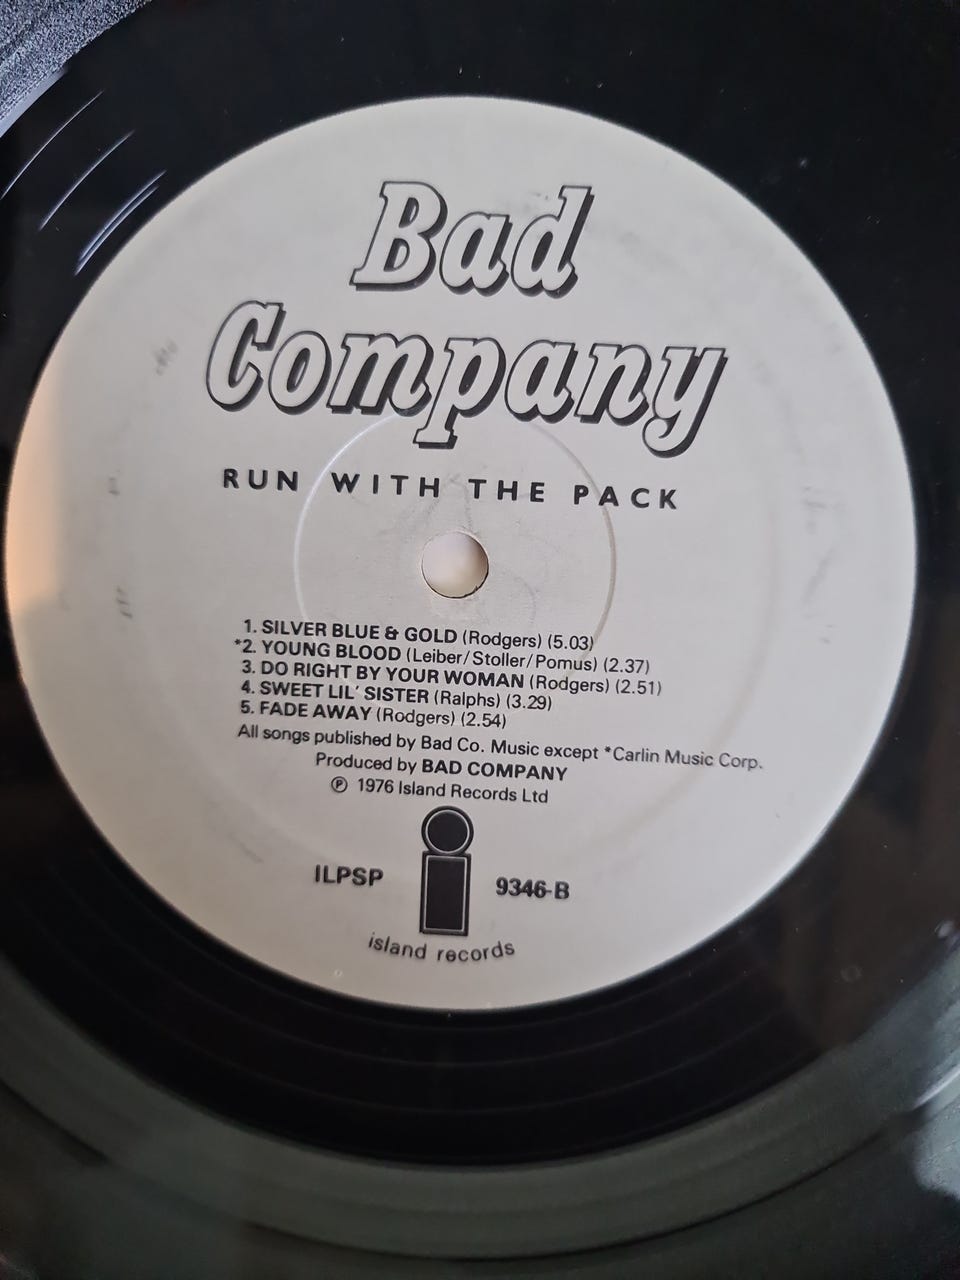 Bad
Company
RUN WITH THE PACK
1. SILVER BLUE & GOLD (Rodgers) (5.03)
*2. YOUNG BLOOD (Leiber/Stoller/Pomus) (2.37)
3. DO RIGHT BY YOUR WOMAN (Rodgers) (2.51)
4. SWEET LIL' SISTER (Ralphs) (3.29)
5. FADE AWAY (Rodgers) (2.54)
All songs published by Bad Co. Music except *Carlin Music Corp.
Produced by BAD COMPANY
Ⓟ 1976 Island Records Ltd
ILPSP 9346-B
island records